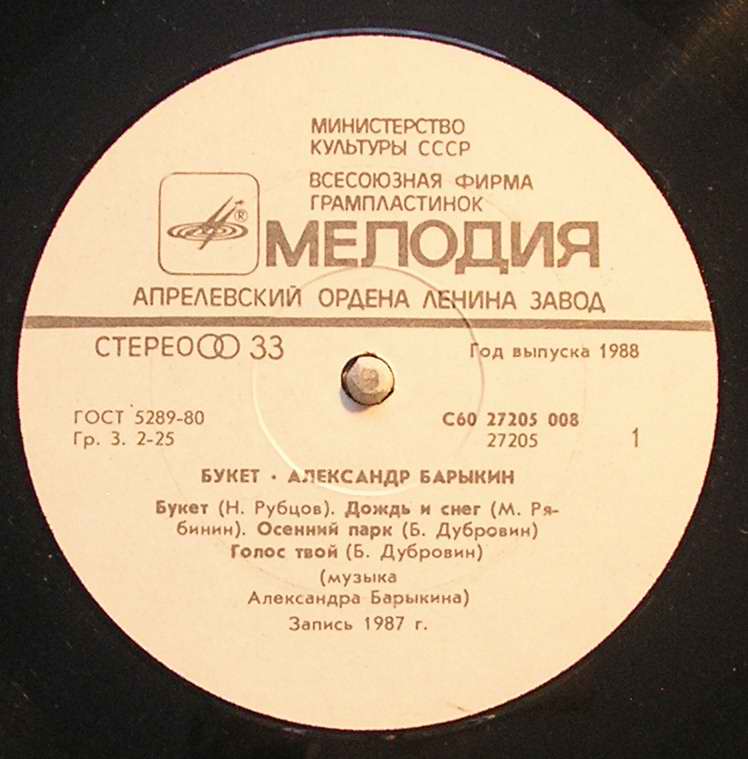 МИНИСТЕРСТВО
КУЛЬТУРЫ СССР
ВСЕСОЮЗНАЯ ФИРМА
ГРАМПЛАСТИНОК
®
МЕЛОДИЯ
АПРЕЛЕВСКИЙ ОРДЕНА ЛЕНИНА ЗАВОД
СТЕРЕО 33
Год выпуска 1988
ГОСТ 5289-80
Гр. 3. 2-25
С60 27205 008
27205
1
БУКЕТ · АЛЕКСАНДР БАРЫКИН
Букет (Н. Рубцов). Дождь и снег (М. Ря-
бинин). Осенний парк (Б. Дубровин)
Голос твой (Б. Дубровин)
(музыка
Александра Барыкина)
Запись 1987 г.